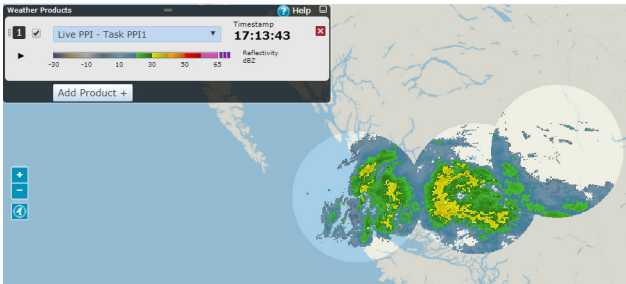 Weather Products
? Help
1
Live PPI - Task PPI1
Timestamp
17:13:43
-30 -10 10 30 50 65
Reflectivity
dBZ
Add Product +
+
−